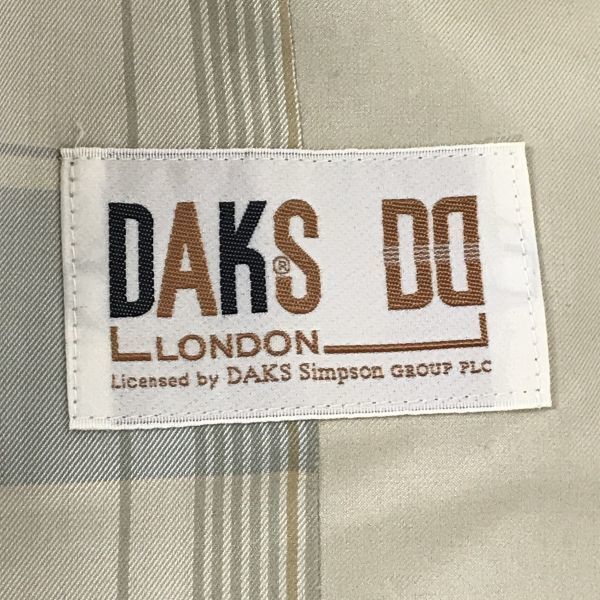 DAKS® DD
LONDON
Licensed by DAKS Simpson GROUP PLC